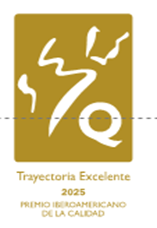 Q
Trayectoria Excelente
2025
PREMIO IBEROAMERICANO
DE LA CALIDAD